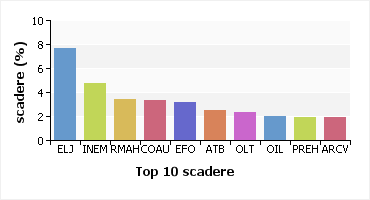 10
8
6
4
2
0
scadere (%)
ELJ INEM RMAH COAU EFO ATB OLT OIL PREH ARCV
Top 10 scadere